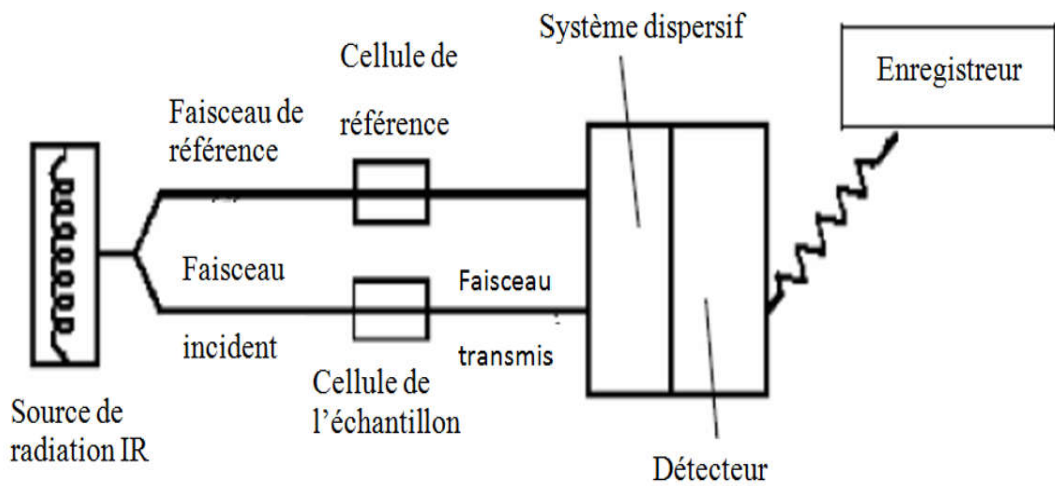 Système dispersif
Enregistreur
Cellule de
référence
Faisceau de
référence
Faisceau
incident
Faisceau
transmis
Cellule de
l'échantillon
Source de
radiation IR
Détecteur